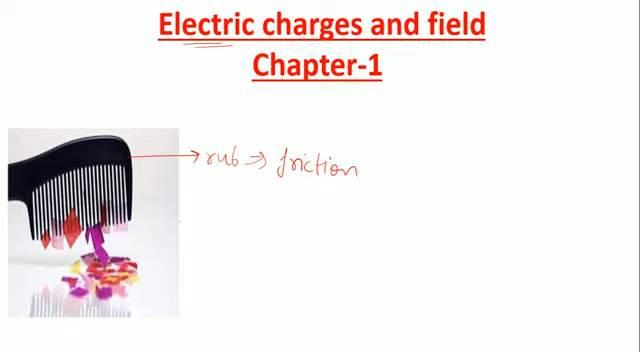 Electric charges and field
Chapter-1
rub ⇒ friction